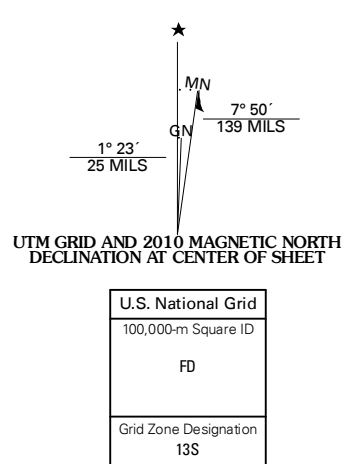 ★
MN
GN
7° 50´
139 MILS
1° 23´
25 MILS
UTM GRID AND 2010 MAGNETIC NORTH
DECLINATION AT CENTER OF SHEET
U.S. National Grid
100,000-m Square ID
FD
Grid Zone Designation
13S